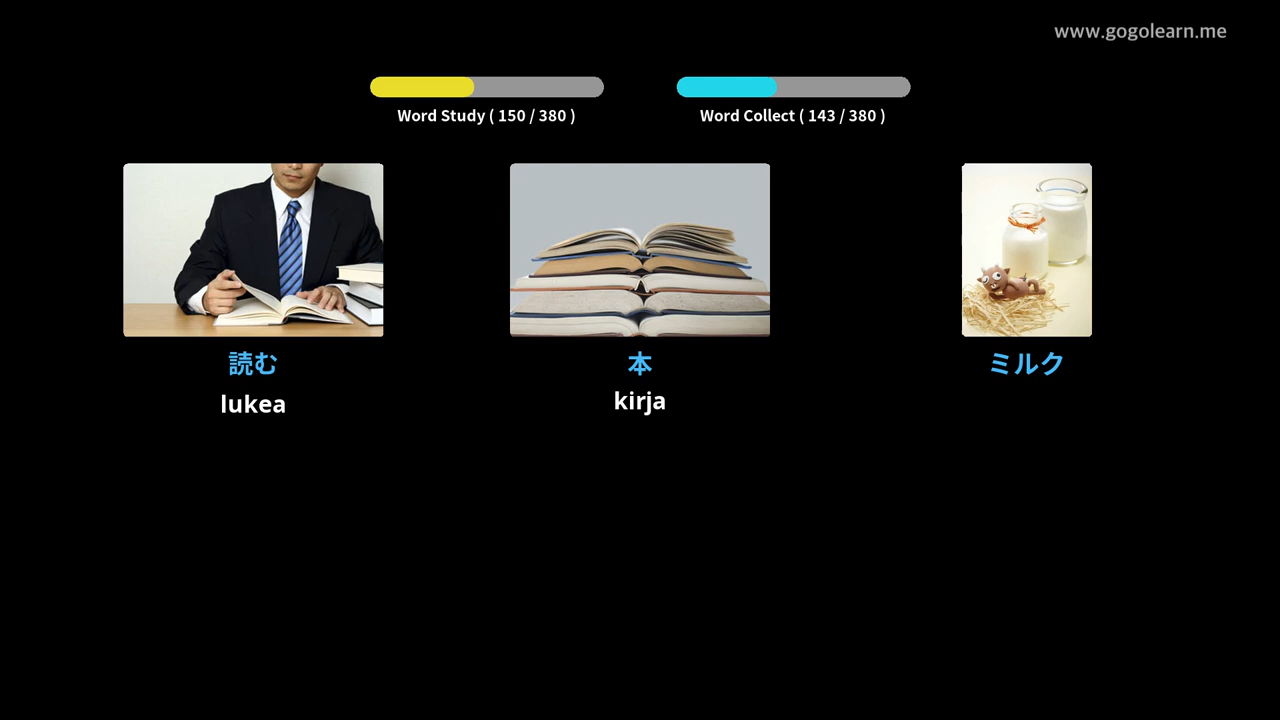 www.gogolearn.me
Word Study ( 150 / 380 )
Word Collect ( 143 / 380 )
読む
本
ミルク
lukea
kirja